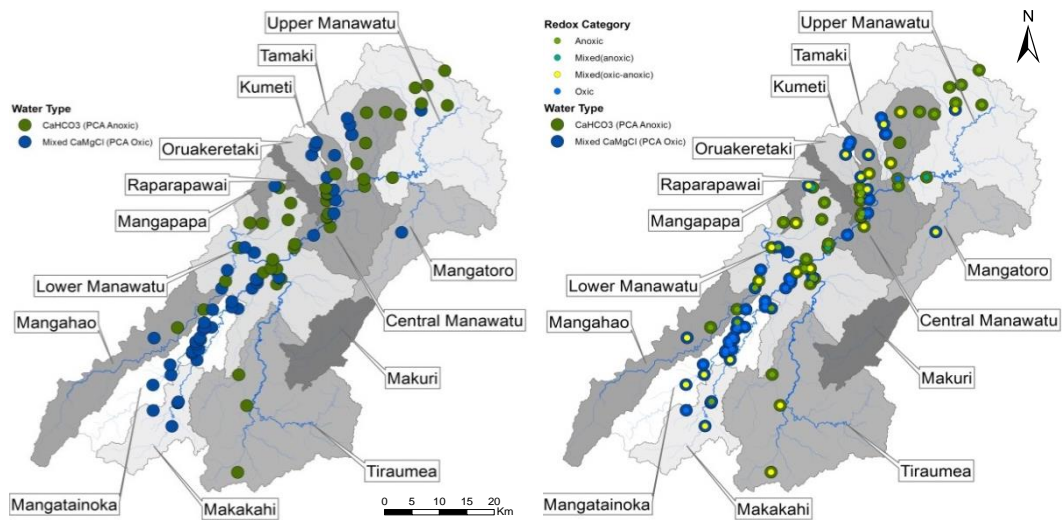 Upper Manawatu
Tamaki
Kumeti
Water Type
CaHCO3 (PCA Anoxic)
Mixed CaMgCl (PCA Oxic)
Oruakeretaki
Raparapawai
Mangapapa
Mangatoro
Lower Manawatu
Central Manawatu
Mangahao
Makuri
Tiraumea
Mangatainoka
Makakahi
0 5 10 15 20
Km
Redox Category
Anoxic
Mixed(anoxic)
Mixed(oxic-anoxic)
Oxic
Water Type
CaHCO3 (PCA Anoxic)
Mixed CaMgCl (PCA Oxic)
Upper Manawatu
N
Tamaki
Kumeti
Oruakeretaki
Raparapawai
Mangapapa
Mangatoro
Lower Manawatu
Central Manawatu
Mangahao
Makuri
Tiraumea
Mangatainoka
Makakahi